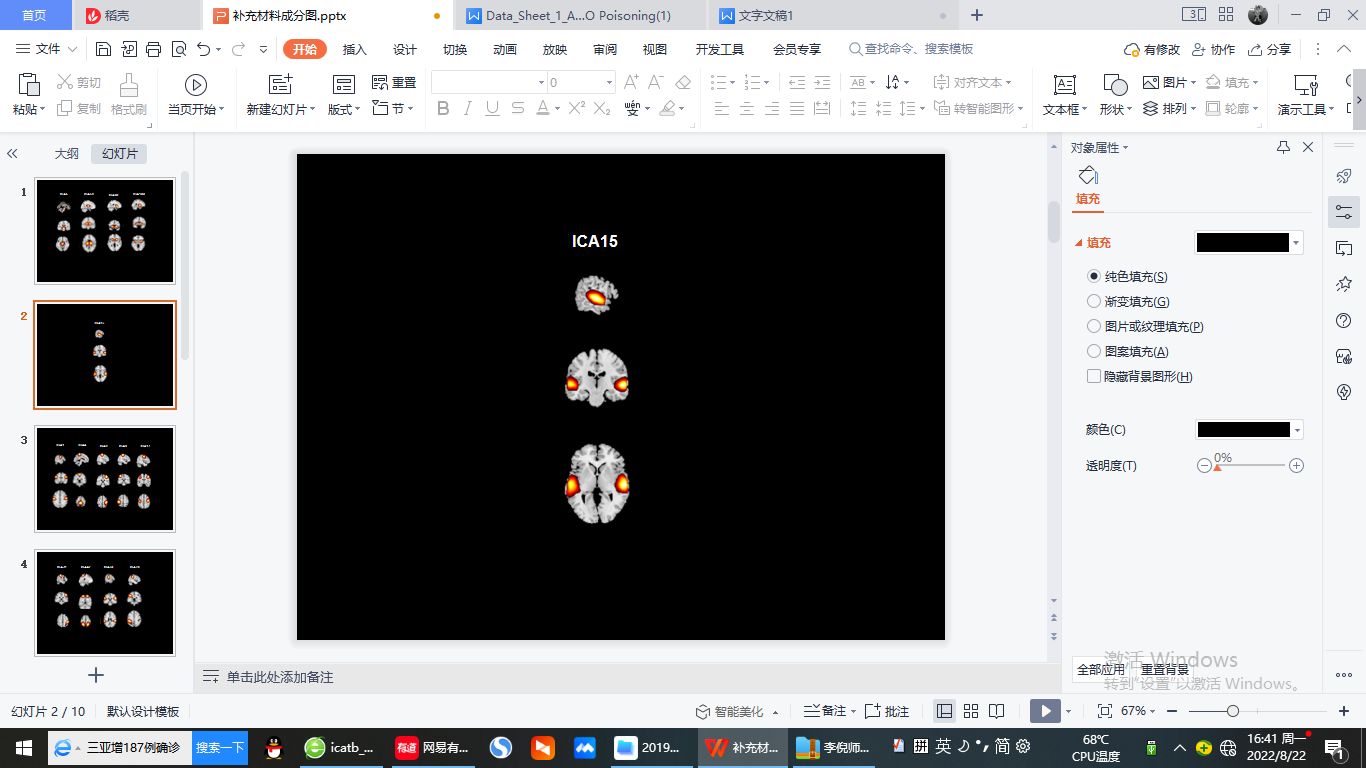 首页
稻壳
补充材料成分图.pptx
Data_Sheet_1_A...O Poisoning(1)
文字文稿1
文件
开始
插入
设计
切换
动画
放映
审阅
视图
开发工具
会员专享
查找命令、搜索模板
有修改
协作
分享
粘贴
剪切
复制
格式刷
当页开始
新建幻灯片
版式
重置
节
0
对齐文本
转智能图形
文本框
形状
图片
排列
填充
轮廓
演示工具
大纲
幻灯片
1
2
3
4
ICA15
对象属性
填充
填充
纯色填充(S)
渐变填充(G)
图片或纹理填充(P)
图案填充(A)
隐藏背景图形(H)
颜色(C)
透明度(T)
0%
全部应用
重置背景
激活 Windows
转到"设置"以激活 Windows。
单击此处添加备注
幻灯片 2 / 10
默认设计模板
智能美化
备注
批注
67%
三亚增187例确诊
搜索一下
icatb_...
网易有...
2019...
补充材...
李倪师...
英
简
68℃
CPU温度
16:41 周一
2022/8/22